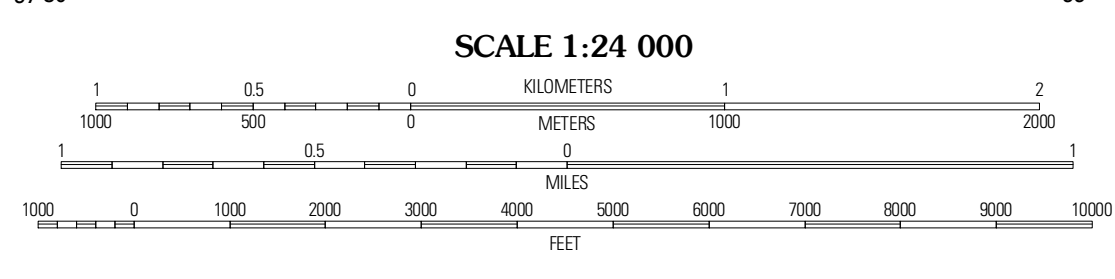 SCALE 1:24 000
1 0.5 0 KILOMETERS 1 2
1000 500 0 METERS 1000 2000
1 0.5 0 1
MILES
1000 0 1000 2000 3000 4000 5000 6000 7000 8000 9000 10000
FEET